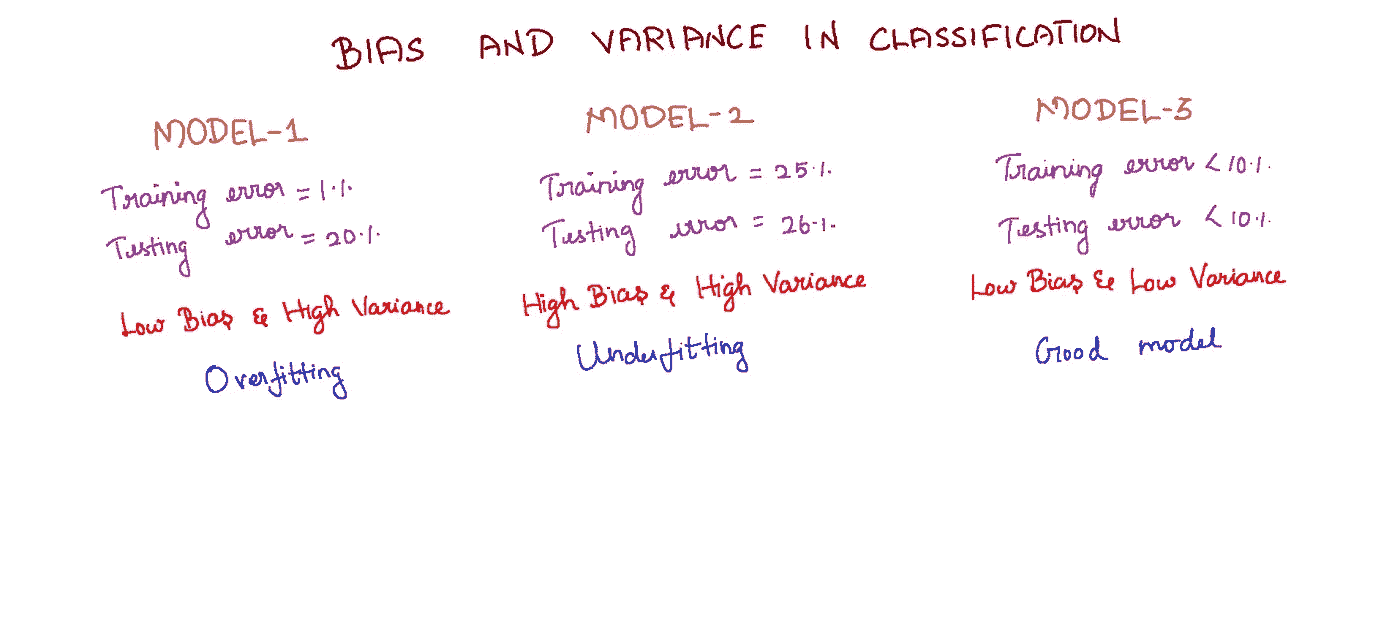 BIAS AND VARIANCE IN CLASSIFICATION
MODEL-1
Training error = 1%
Testing error = 20%
Low Bias & High Variance
Overfitting
MODEL-2
Training error = 25%
Testing error = 26%
High Bias & High Variance
Underfitting
MODEL-3
Training error < 10%
Testing error < 10%
Low Bias & Low Variance
Good model